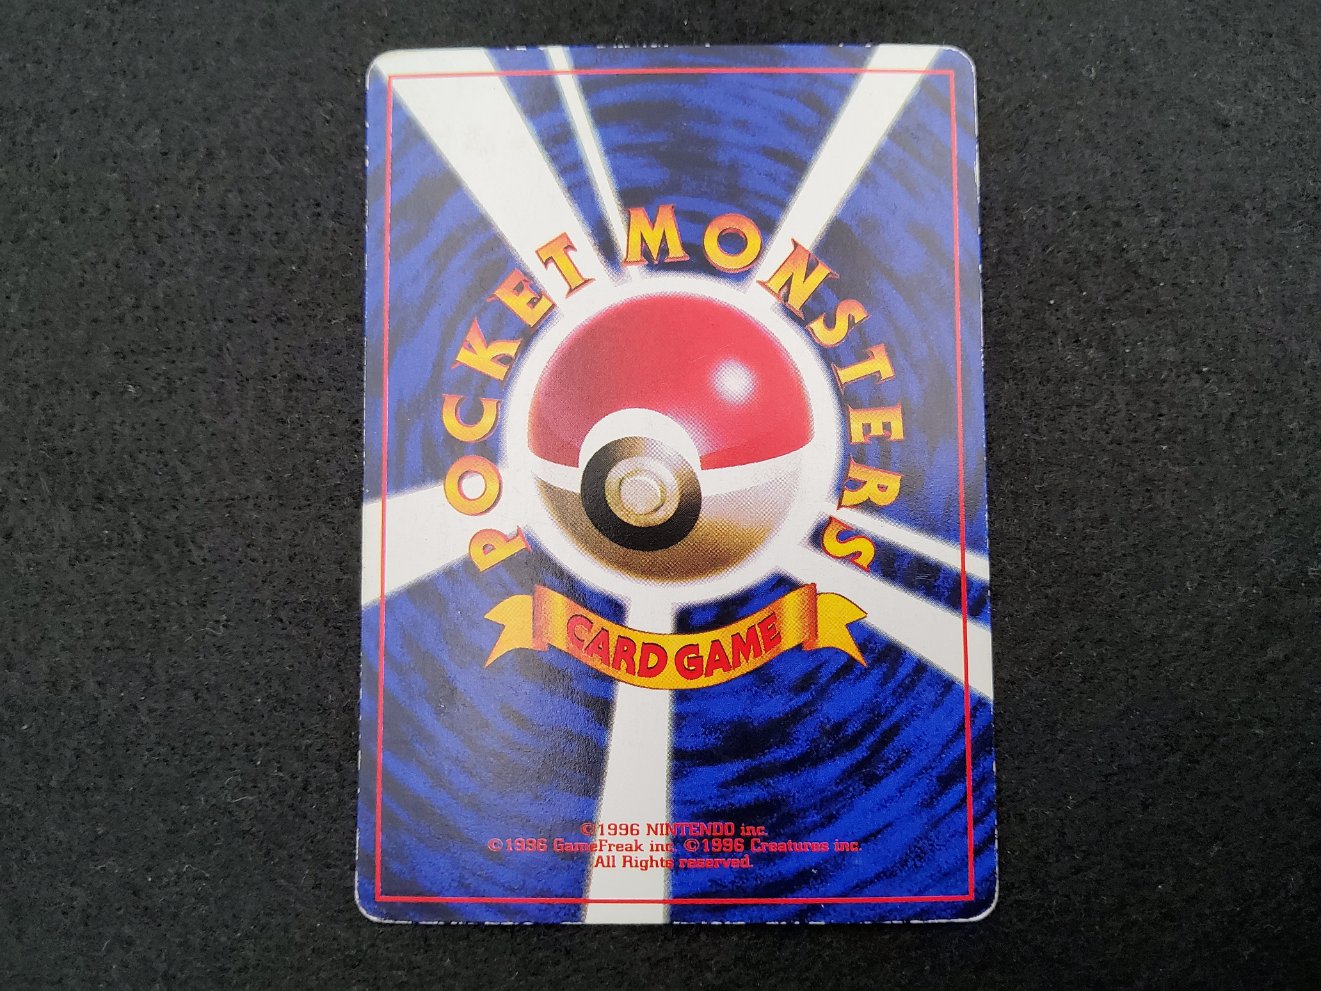 POCKET MONSTERS
CARD GAME
©1996 NINTENDO inc.
©1996 GameFreak inc. ©1996 Creatures inc.
All Rights reserved.